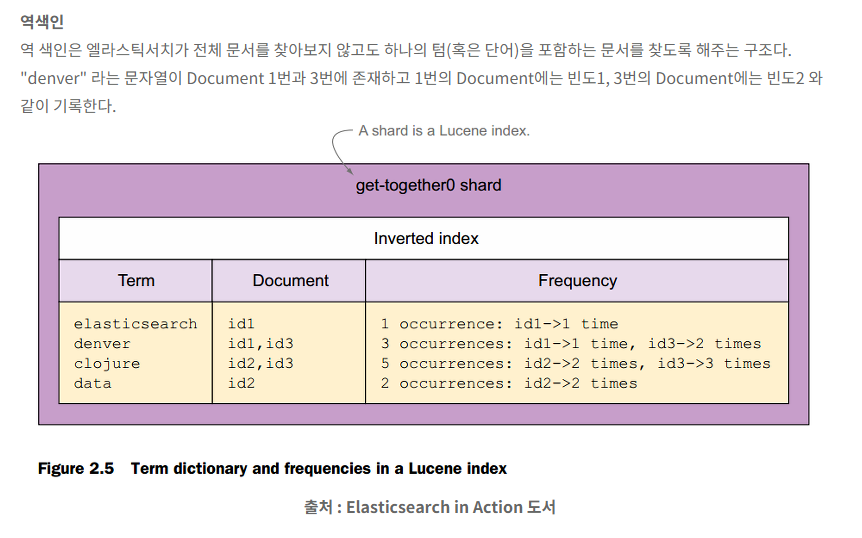 역색인
역 색인은 엘라스틱서치가 전체 문서를 찾아보지 않고도 하나의 텀(혹은 단어)을 포함하는 문서를 찾도록 해주는 구조다.
"denver" 라는 문자열이 Document 1번과 3번에 존재하고 1번의 Document에는 빈도1, 3번의 Document에는 빈도2 와
같이 기록한다.
A shard is a Lucene index.
get-together0 shard
Inverted index
Term Document Frequency
elasticsearch id1 1 occurrence: id1->1 time
denver id1,id3 3 occurrences: id1->1 time, id3->2 times
clojure id2,id3 5 occurrences: id2->2 times, id3->3 times
data id2 2 occurrences: id2->2 times
Figure 2.5 Term dictionary and frequencies in a Lucene index
출처 : Elasticsearch in Action 도서